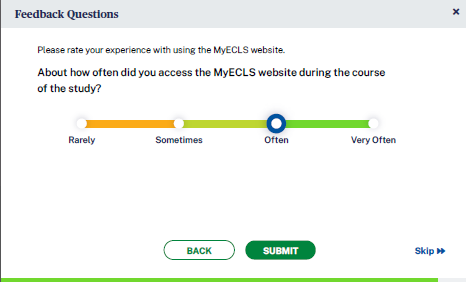 Feedback Questions
Please rate your experience with using the MyECLS website.
About how often did you access the MyECLS website during the course
of the study?
Rarely Sometimes Often Very Often
BACK SUBMIT Skip